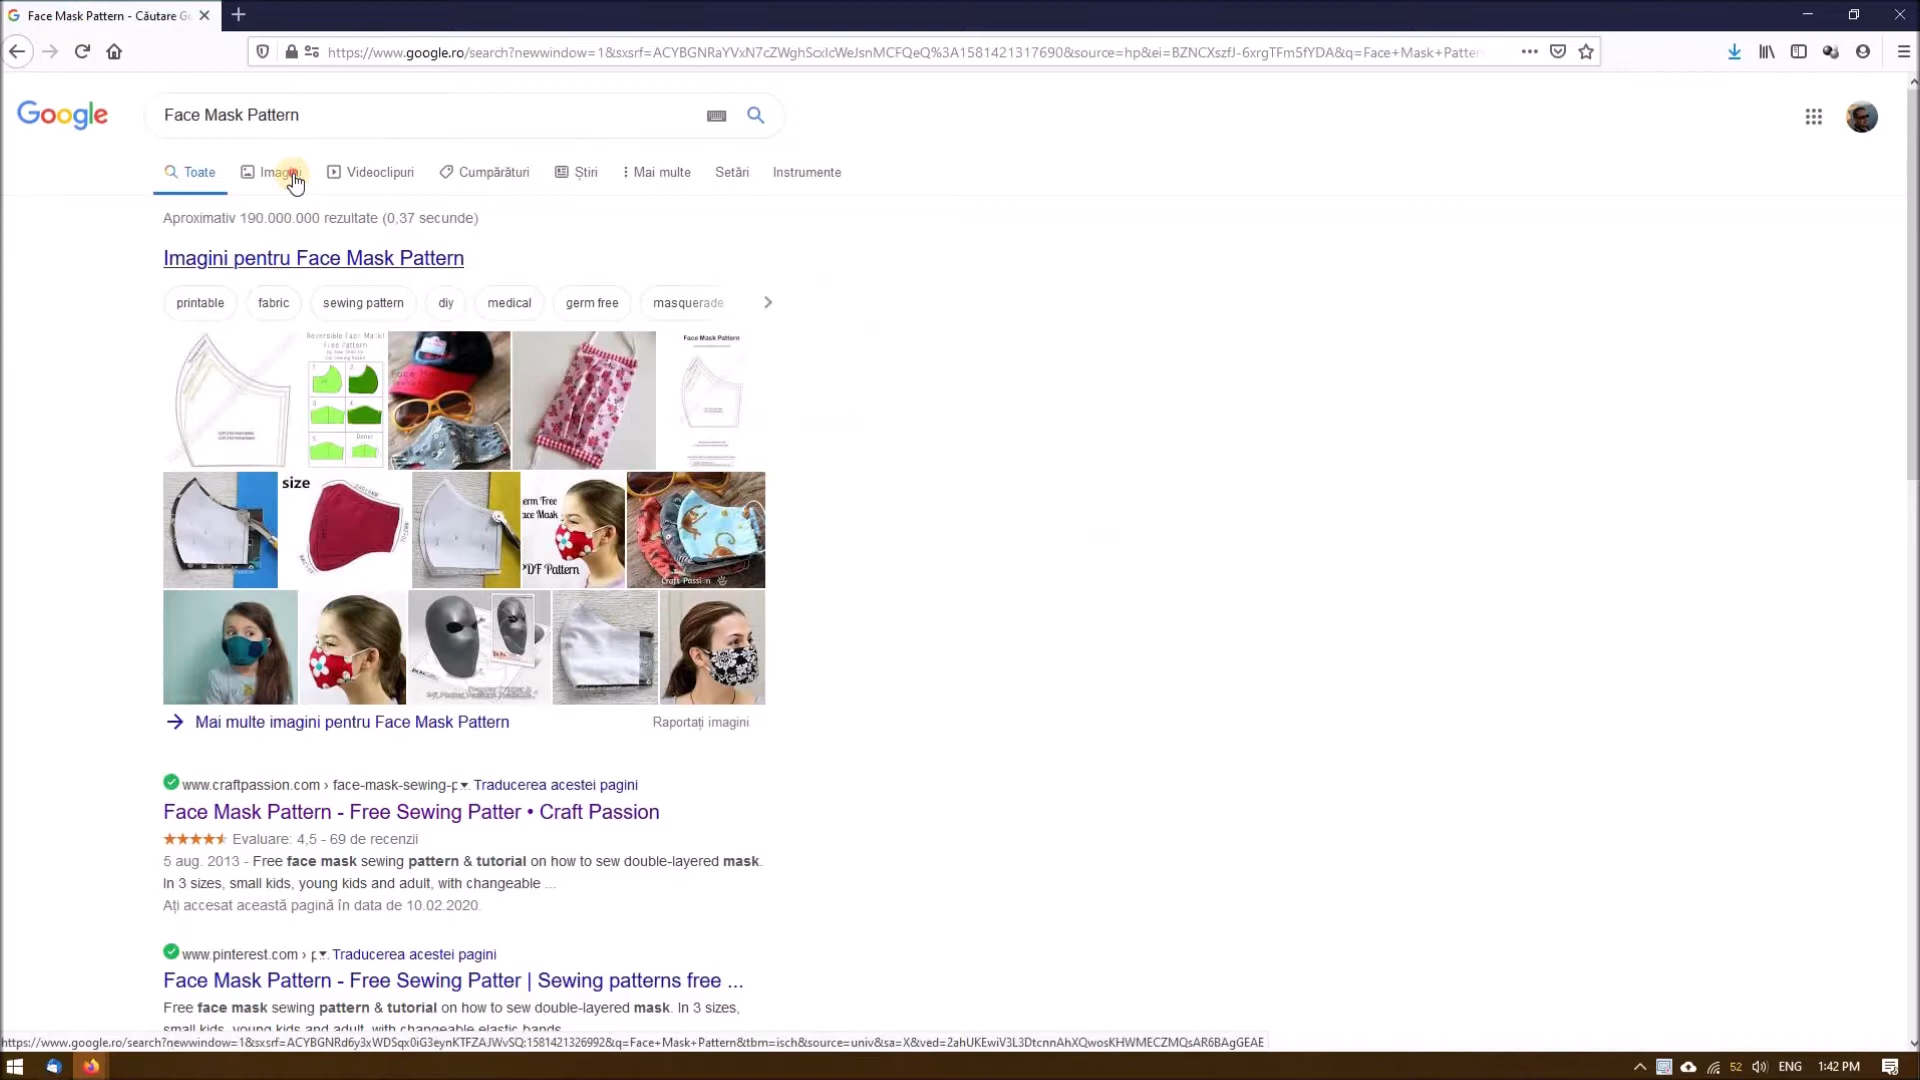 Face Mask Pattern - Căutare G
https://www.google.ro/search?newwindow=1&sxsrf=ACYBGNRaYVxN7cZWghScxIcWeJsnMCFQeQ%3A1581421317690&source=hp&ei=BZNCXszfJ-6xrgTFm5fYDA&q=Face+Mask+Patter
Google
Face Mask Pattern
Toate Imagini Videoclipuri Cumpărături Știri Mai multe Setări Instrumente
Aproximativ 190.000.000 rezultate (0,37 secunde)
Imagini pentru Face Mask Pattern
printable fabric sewing pattern diy medical germ free masquerade
Reversible Face Mask
Free Pattern
Face Mask Pattern
size
erm Free
ace Mask
PDF Pattern
Craft Passion
Mai multe imagini pentru Face Mask Pattern Raportați imagini
www.craftpassion.com › face-mask-sewing-p Traducerea acestei pagini
Face Mask Pattern - Free Sewing Patter • Craft Passion
Evaluare: 4,5 - 69 de recenzii
5 aug. 2013 - Free face mask sewing pattern & tutorial on how to sew double-layered mask.
In 3 sizes, small kids, young kids and adult, with changeable ...
Ați accesat această pagină în data de 10.02.2020.
www.pinterest.com › p Traducerea acestei pagini
Face Mask Pattern - Free Sewing Patter | Sewing patterns free ...
Free face mask sewing pattern & tutorial on how to sew double-layered mask. In 3 sizes,
small kids, young kids and adult, with changeable elastic bands
https://www.google.ro/search?newwindow=1&sxsrf=ACYBGNRd6y3xWDSqx0iG3eynKTFZAJWvSQ:1581421326992&q=Face+Mask+Pattern&tbm=isch&source=univ&sa=X&ved=2ahUKEwiV3L3DtcnnAhXQwosKHWMECZMQsAR6BAgGEAE
52 ENG 1:42 PM